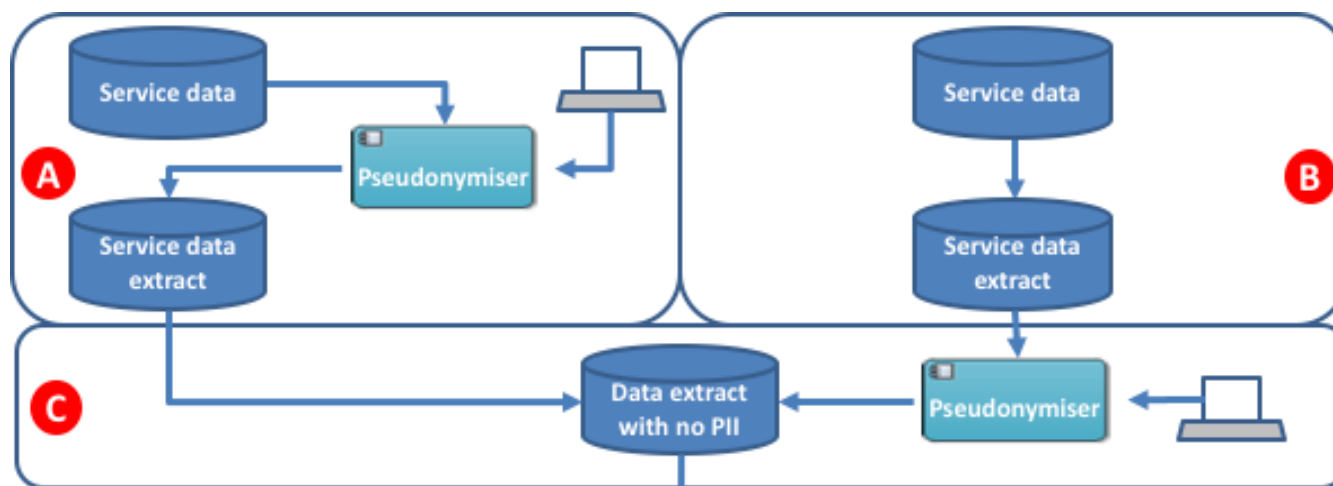 Service data
Pseudonymiser
A
Service data
extract
Service data
B
Service data
extract
C
Data extract
with no PII
Pseudonymiser